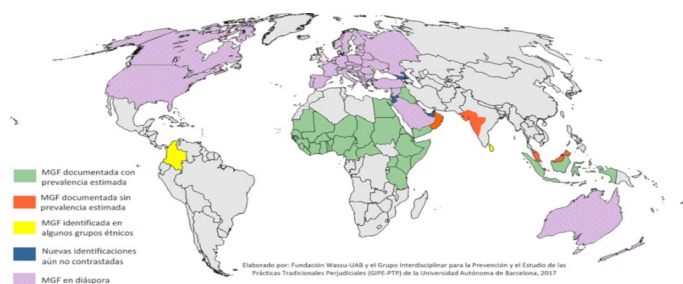 MGF documentada con
prevalencia estimada
MGF documentada sin
prevalencia estimada
MGF identificada en
algunos grupos étnicos
Nuevas identificaciones
aún no contrastadas
MGF en diáspora
Elaborado por: Fundación Wassu-UAB y el Grupo Interdisciplinar para la Prevención y el Estudio de las
Prácticas Tradicionales Perjudiciales (GIPE-PTP) de la Universidad Autónoma de Barcelona, 2017